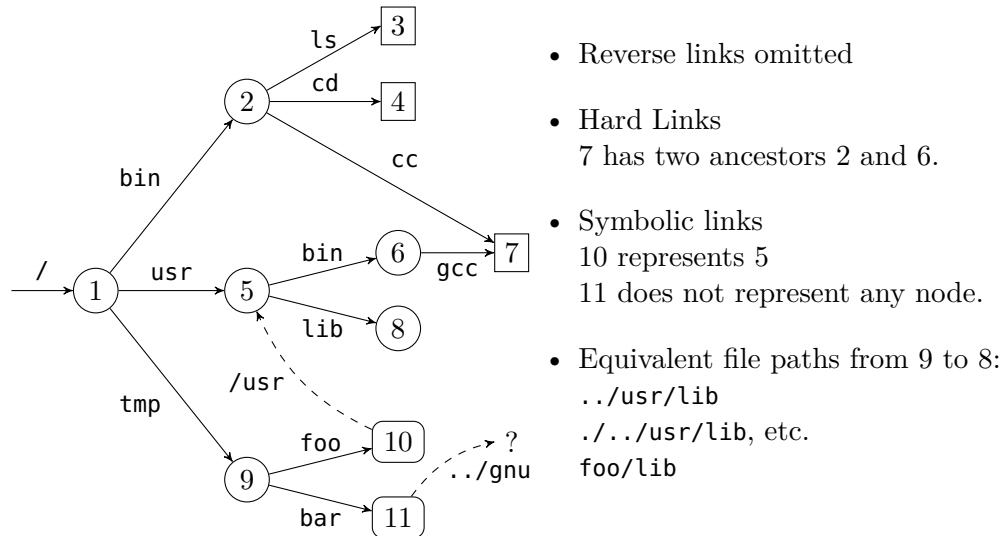 /
1
bin
usr
tmp
2
ls
cd
cc
3
4
5
bin
lib
6
gcc
7
8
/usr
9
foo
bar
10
11
../gnu
?
• Reverse links omitted
• Hard Links
7 has two ancestors 2 and 6.
• Symbolic links
10 represents 5
11 does not represent any node.
• Equivalent file paths from 9 to 8:
../usr/lib
./../usr/lib, etc.
foo/lib